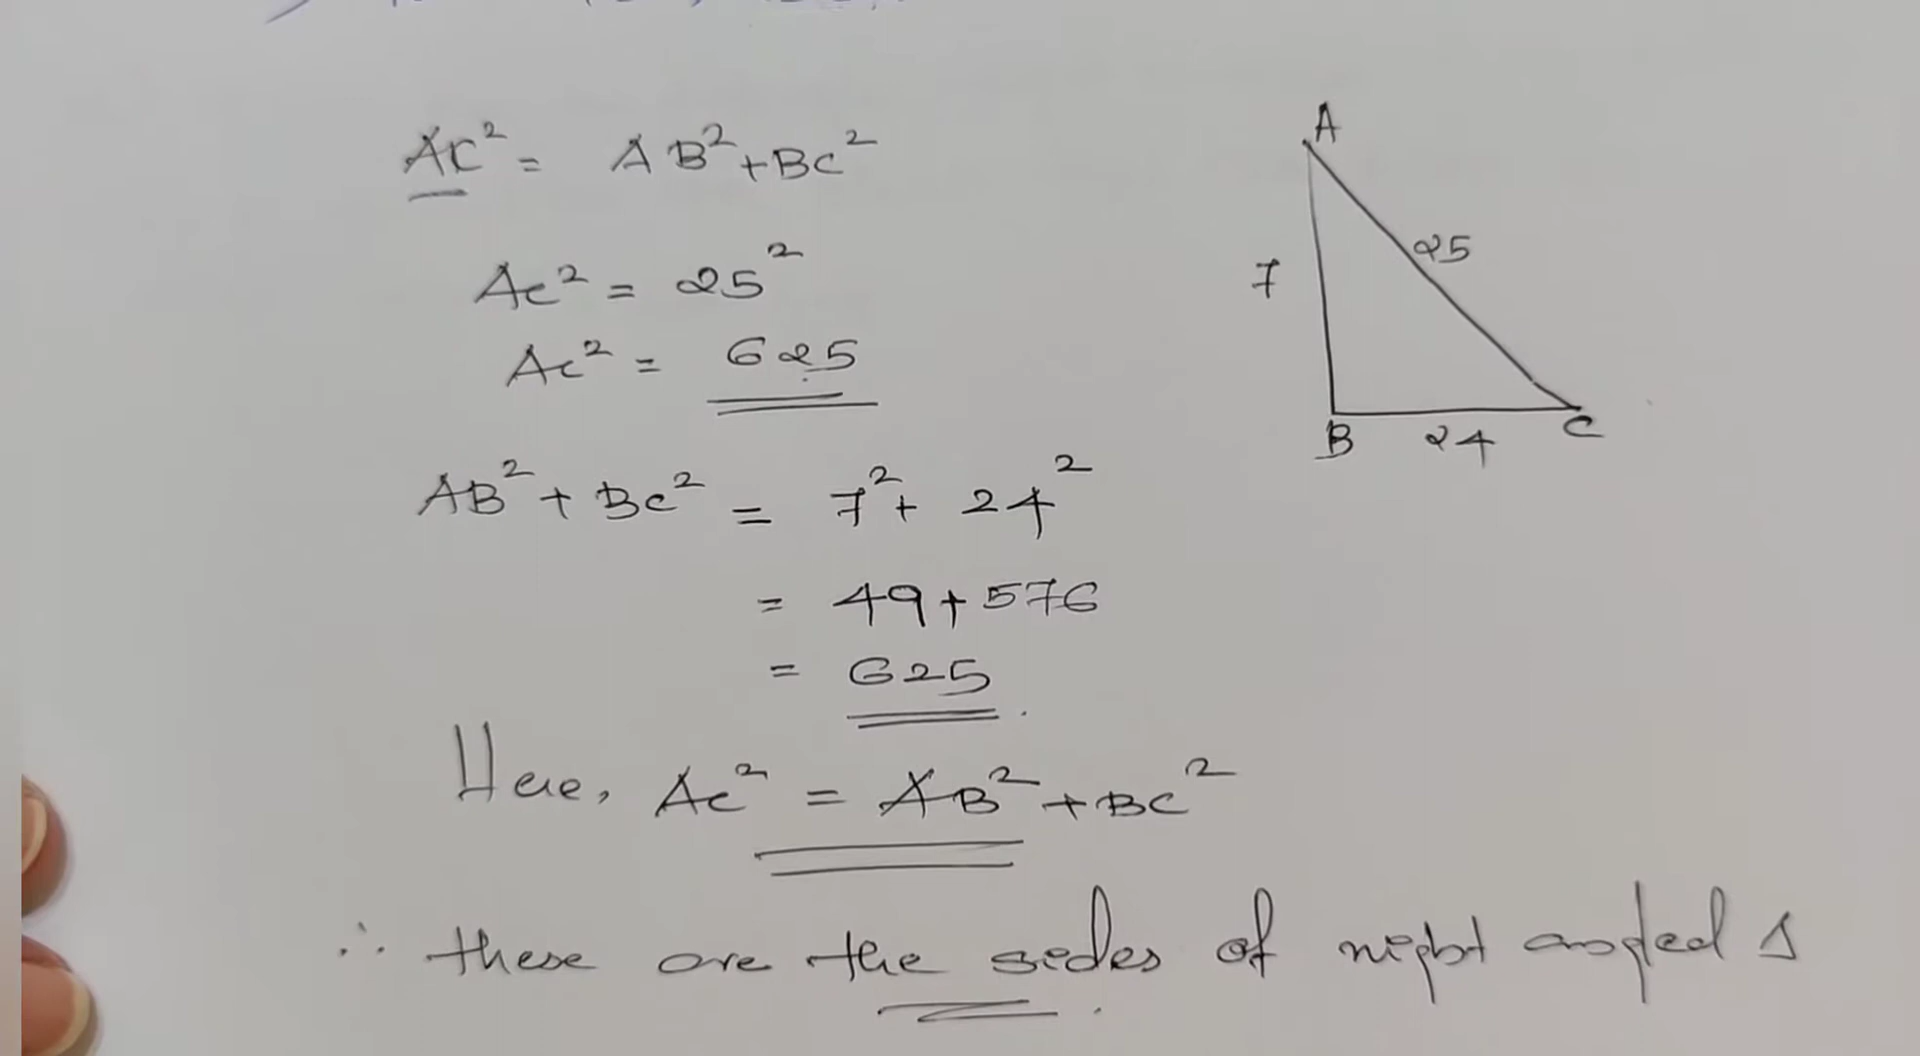 AC² = AB² + BC²
AC² = 25²
AC² = 625
AB² + BC² = 7² + 24²
= 49 + 576
= 625
Here, AC² = AB² + BC²
∴ these are the sides of right angled Δ
A
7
25
B
24
C